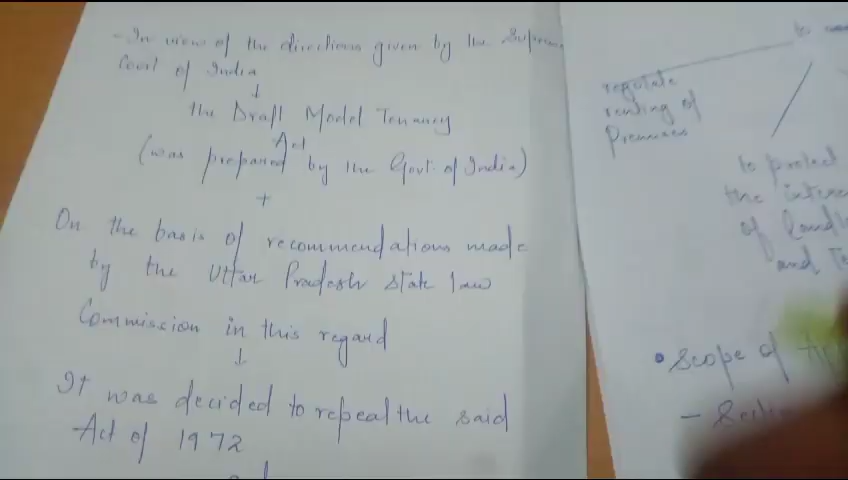 - In view of the directions given by the Supreme
Court of India
↓
the Draft Model Tenancy
Act
(was prepared by the Govt. of India)
+
On the basis of recommendations made
by the Uttar Pradesh State law
Commission in this regard
↓
It was decided to repeal the said
Act of 1972
to
regulate
renting of
Premises
to protect
the
of
and
• Scope of
-